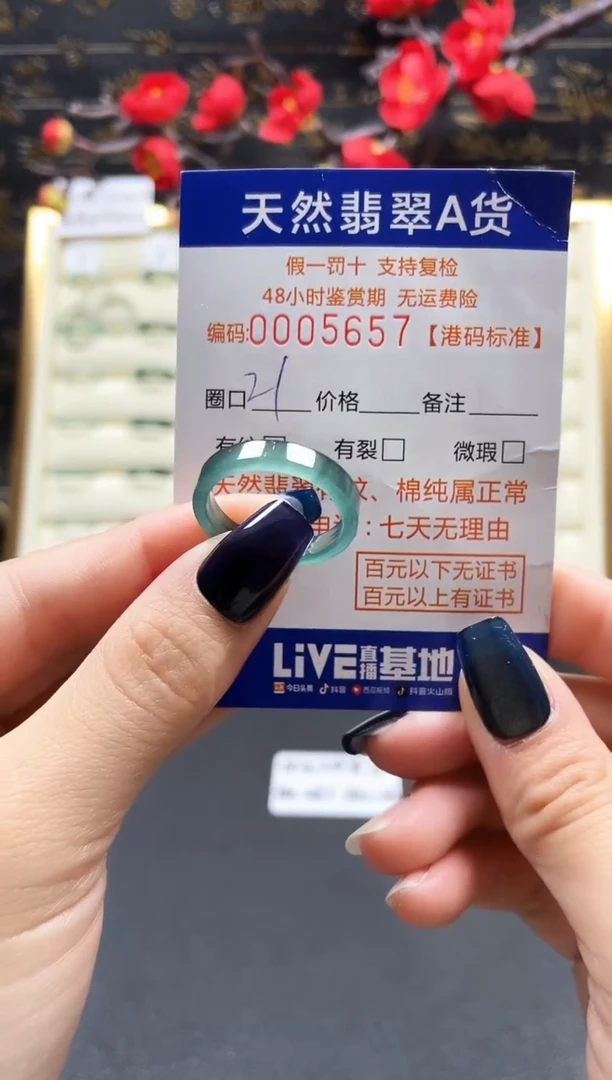 天然翡翠A货
假一罚十 支持复检
48小时鉴赏期 无运费险
编码:0005657【港码标准】
圈口 21 价格 备注
有纹 有裂 微瑕
天然翡翠 纹、棉纯属正常
：七天无理由
百元以下无证书
百元以上有证书
LiVE直播基地
今日头条 抖音 西瓜视频 抖音火山版